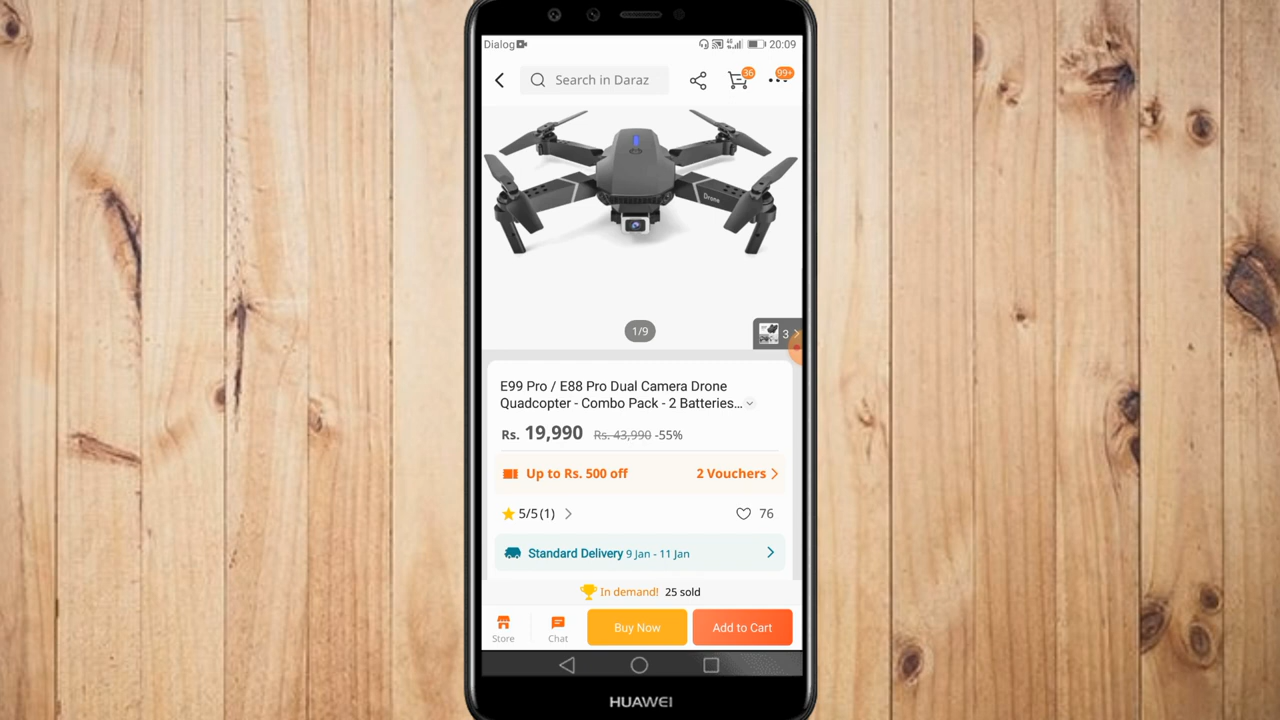 Dialog
4G
20:09
Search in Daraz
36
99+
Drone
1/9
3
E99 Pro / E88 Pro Dual Camera Drone
Quadcopter - Combo Pack - 2 Batteries...
Rs. 19,990 Rs. 43,990 -55%
Up to Rs. 500 off 2 Vouchers
5/5 (1) 76
Standard Delivery 9 Jan - 11 Jan
In demand! 25 sold
Store
Chat
Buy Now
Add to Cart
HUAWEI